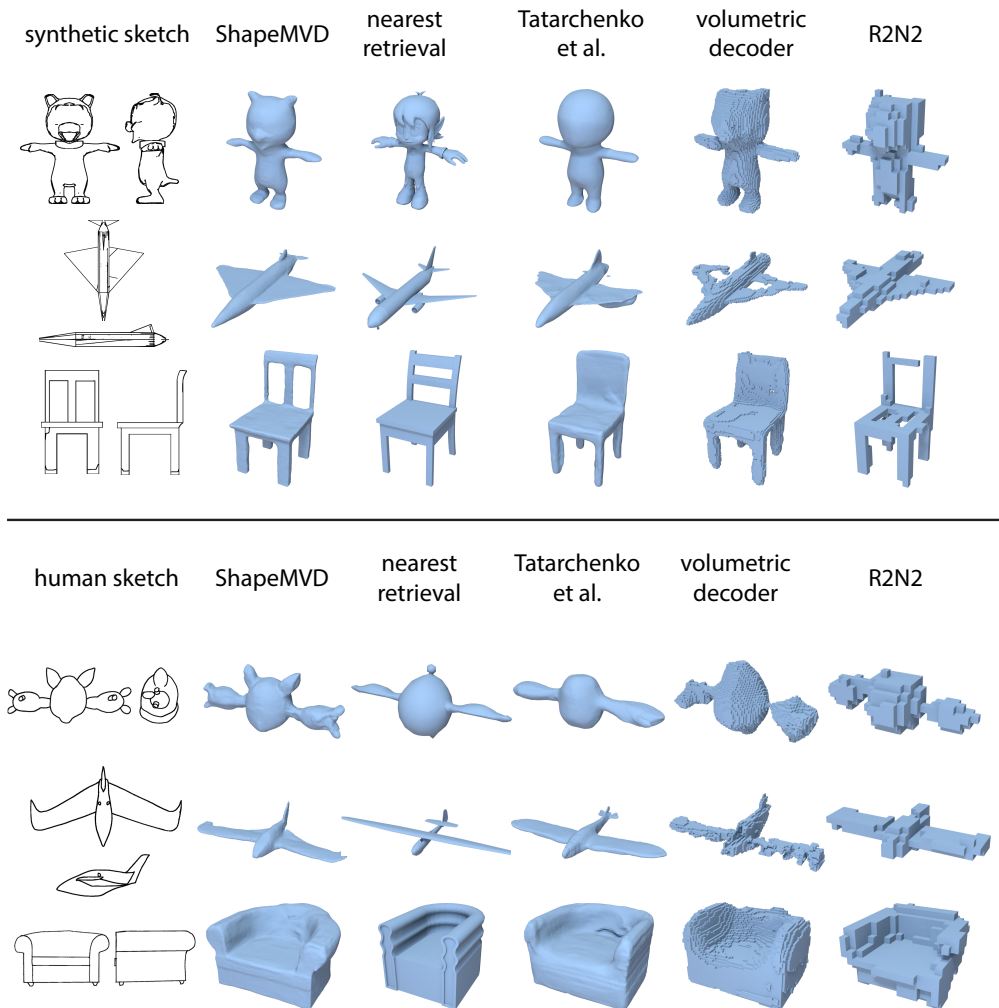 synthetic sketch
ShapeMVD
nearest
retrieval
Tatarchenko
et al.
volumetric
decoder
R2N2
human sketch
ShapeMVD
nearest
retrieval
Tatarchenko
et al.
volumetric
decoder
R2N2